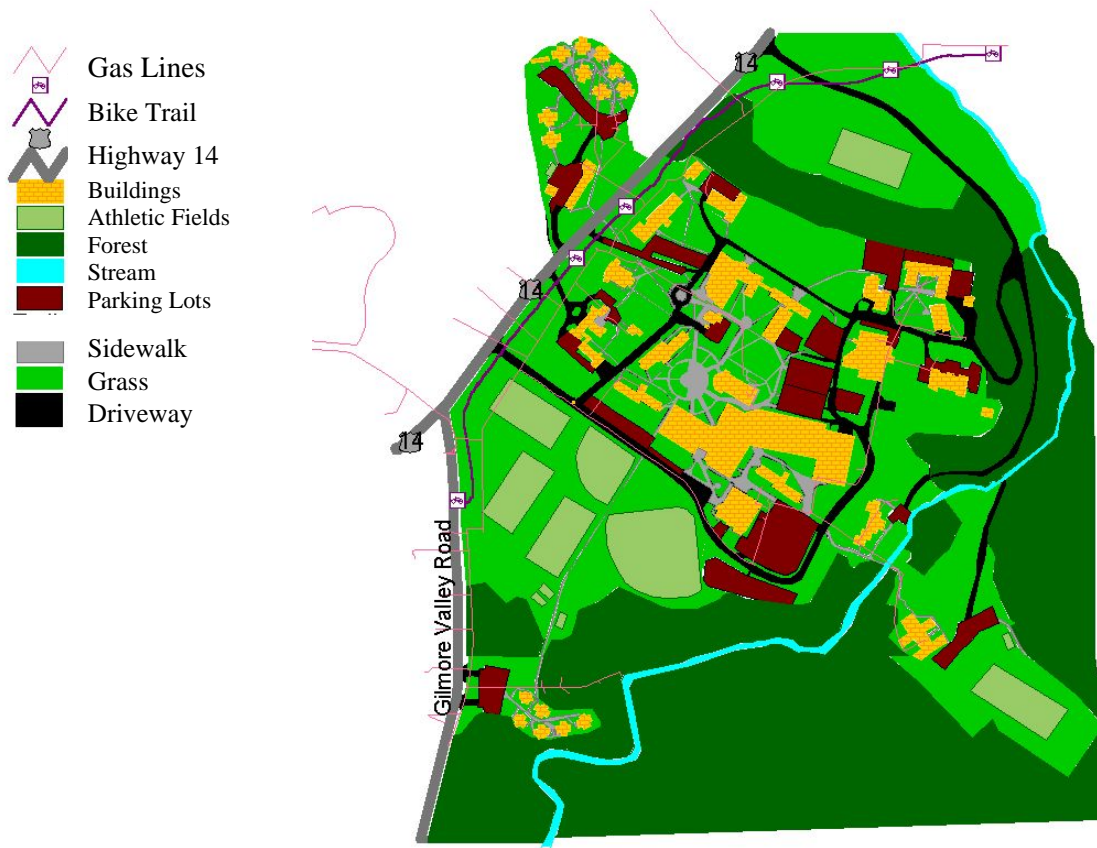 Gas Lines
Bike Trail
Highway 14
Buildings
Athletic Fields
Forest
Stream
Parking Lots
Sidewalk
Grass
Driveway
14
14
14
Gilmore Valley Road